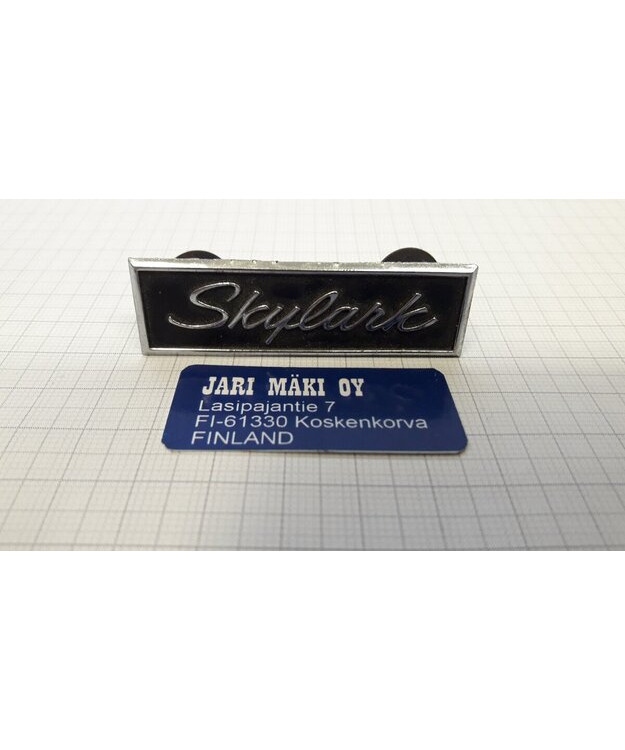 Skylark
JARI MÄKI OY
Lasipajantie 7
FI-61330 Koskenkorva
FINLAND